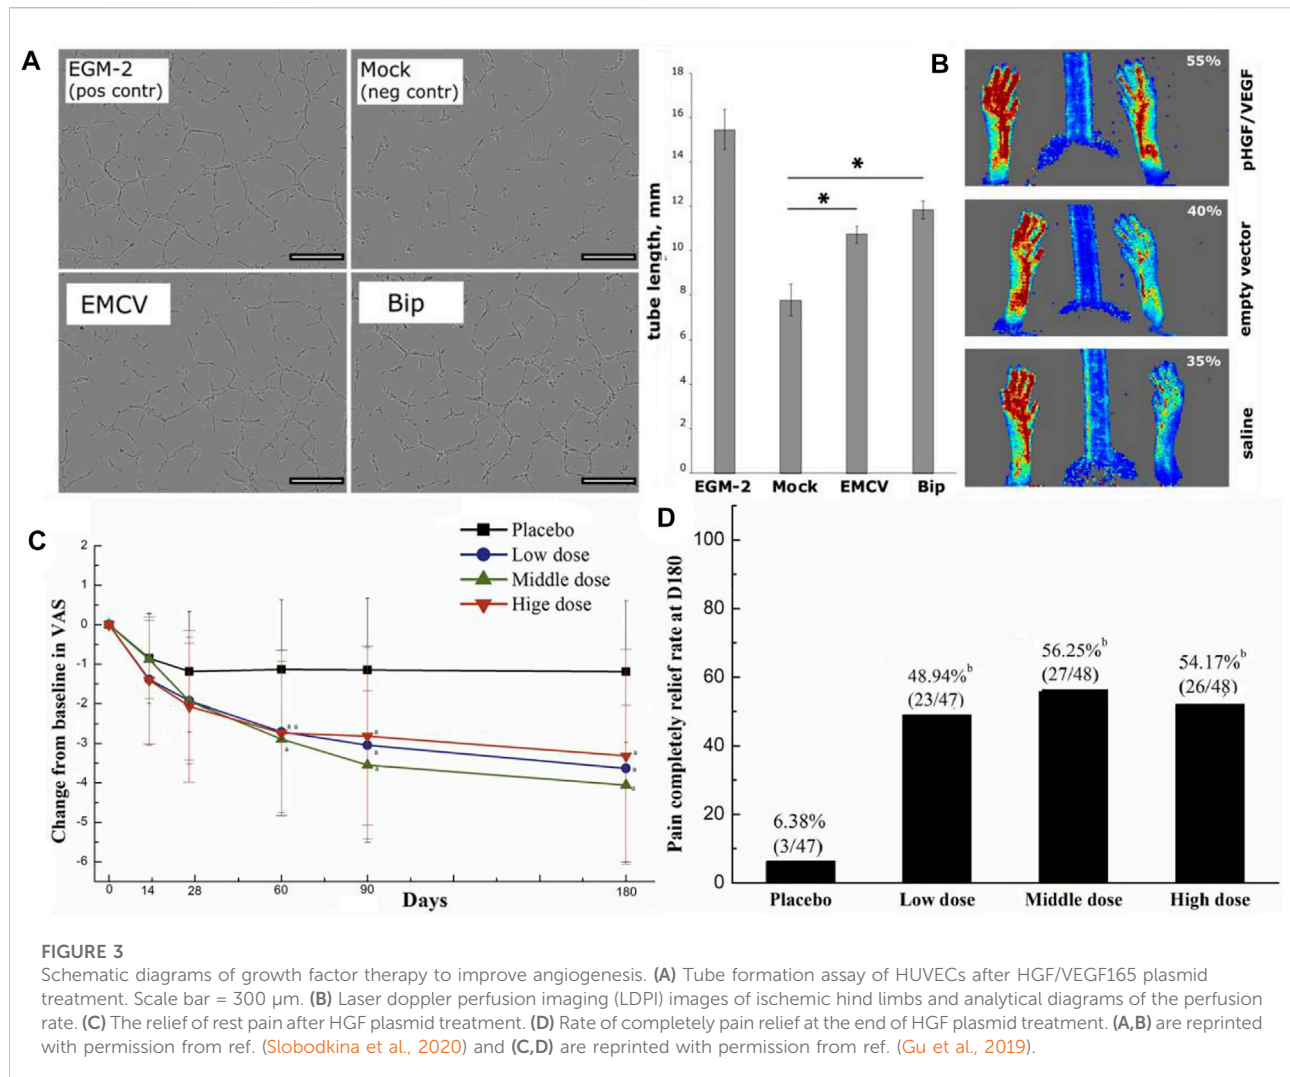 A
EGM-2
(pos contr)
Mock
(neg contr)
EMCV
Bip
tube length, mm
18
16
14
12
10
8
6
4
2
0
*
*
EGM-2 Mock EMCV Bip
B
55%
pHGF/VEGF
40%
empty vector
35%
saline
C
Placebo
Low dose
Middle dose
Hige dose
Change from baseline in VAS
2
1
0
-1
-2
-3
-4
-5
-6
a a
a
a
a
a
a
a
0 14 28 60 90 180
Days
D
Pain completely relief rate at D180
100
80
60
40
20
0
6.38%
(3/47)
48.94%b
(23/47)
56.25%b
(27/48)
54.17%b
(26/48)
Placebo Low dose Middle dose High dose
FIGURE 3
Schematic diagrams of growth factor therapy to improve angiogenesis. (A) Tube formation assay of HUVECs after HGF/VEGF165 plasmid
treatment. Scale bar = 300 µm. (B) Laser doppler perfusion imaging (LDPI) images of ischemic hind limbs and analytical diagrams of the perfusion
rate. (C) The relief of rest pain after HGF plasmid treatment. (D) Rate of completely pain relief at the end of HGF plasmid treatment. (A,B) are reprinted
with permission from ref. (Slobodkina et al., 2020) and (C,D) are reprinted with permission from ref. (Gu et al., 2019).